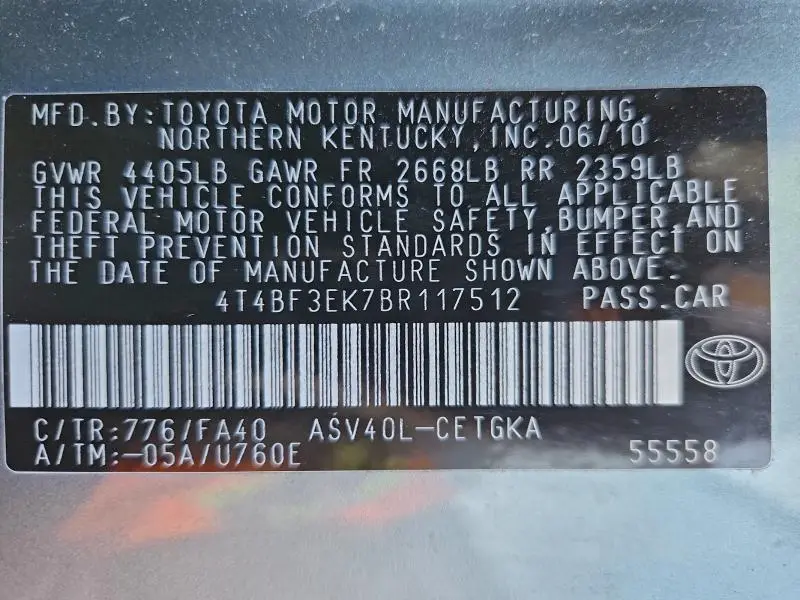 MFD.BY:TOYOTA MOTOR MANUFACTURING,
NORTHERN KENTUCKY,INC.06/10
GVWR 4405LB GAWR FR 2668LB RR 2359LB
THIS VEHICLE CONFORMS TO ALL APPLICABLE
FEDERAL MOTOR VEHICLE SAFETY,BUMPER,AND
THEFT PREVENTION STANDARDS IN EFFECT ON
THE DATE OF MANUFACTURE SHOWN ABOVE.
4T4BF3EK7BR117512 PASS.CAR
C/TR:776/FA40 ASV40L-CETGKA
A/TM:-05A/U760E 55558